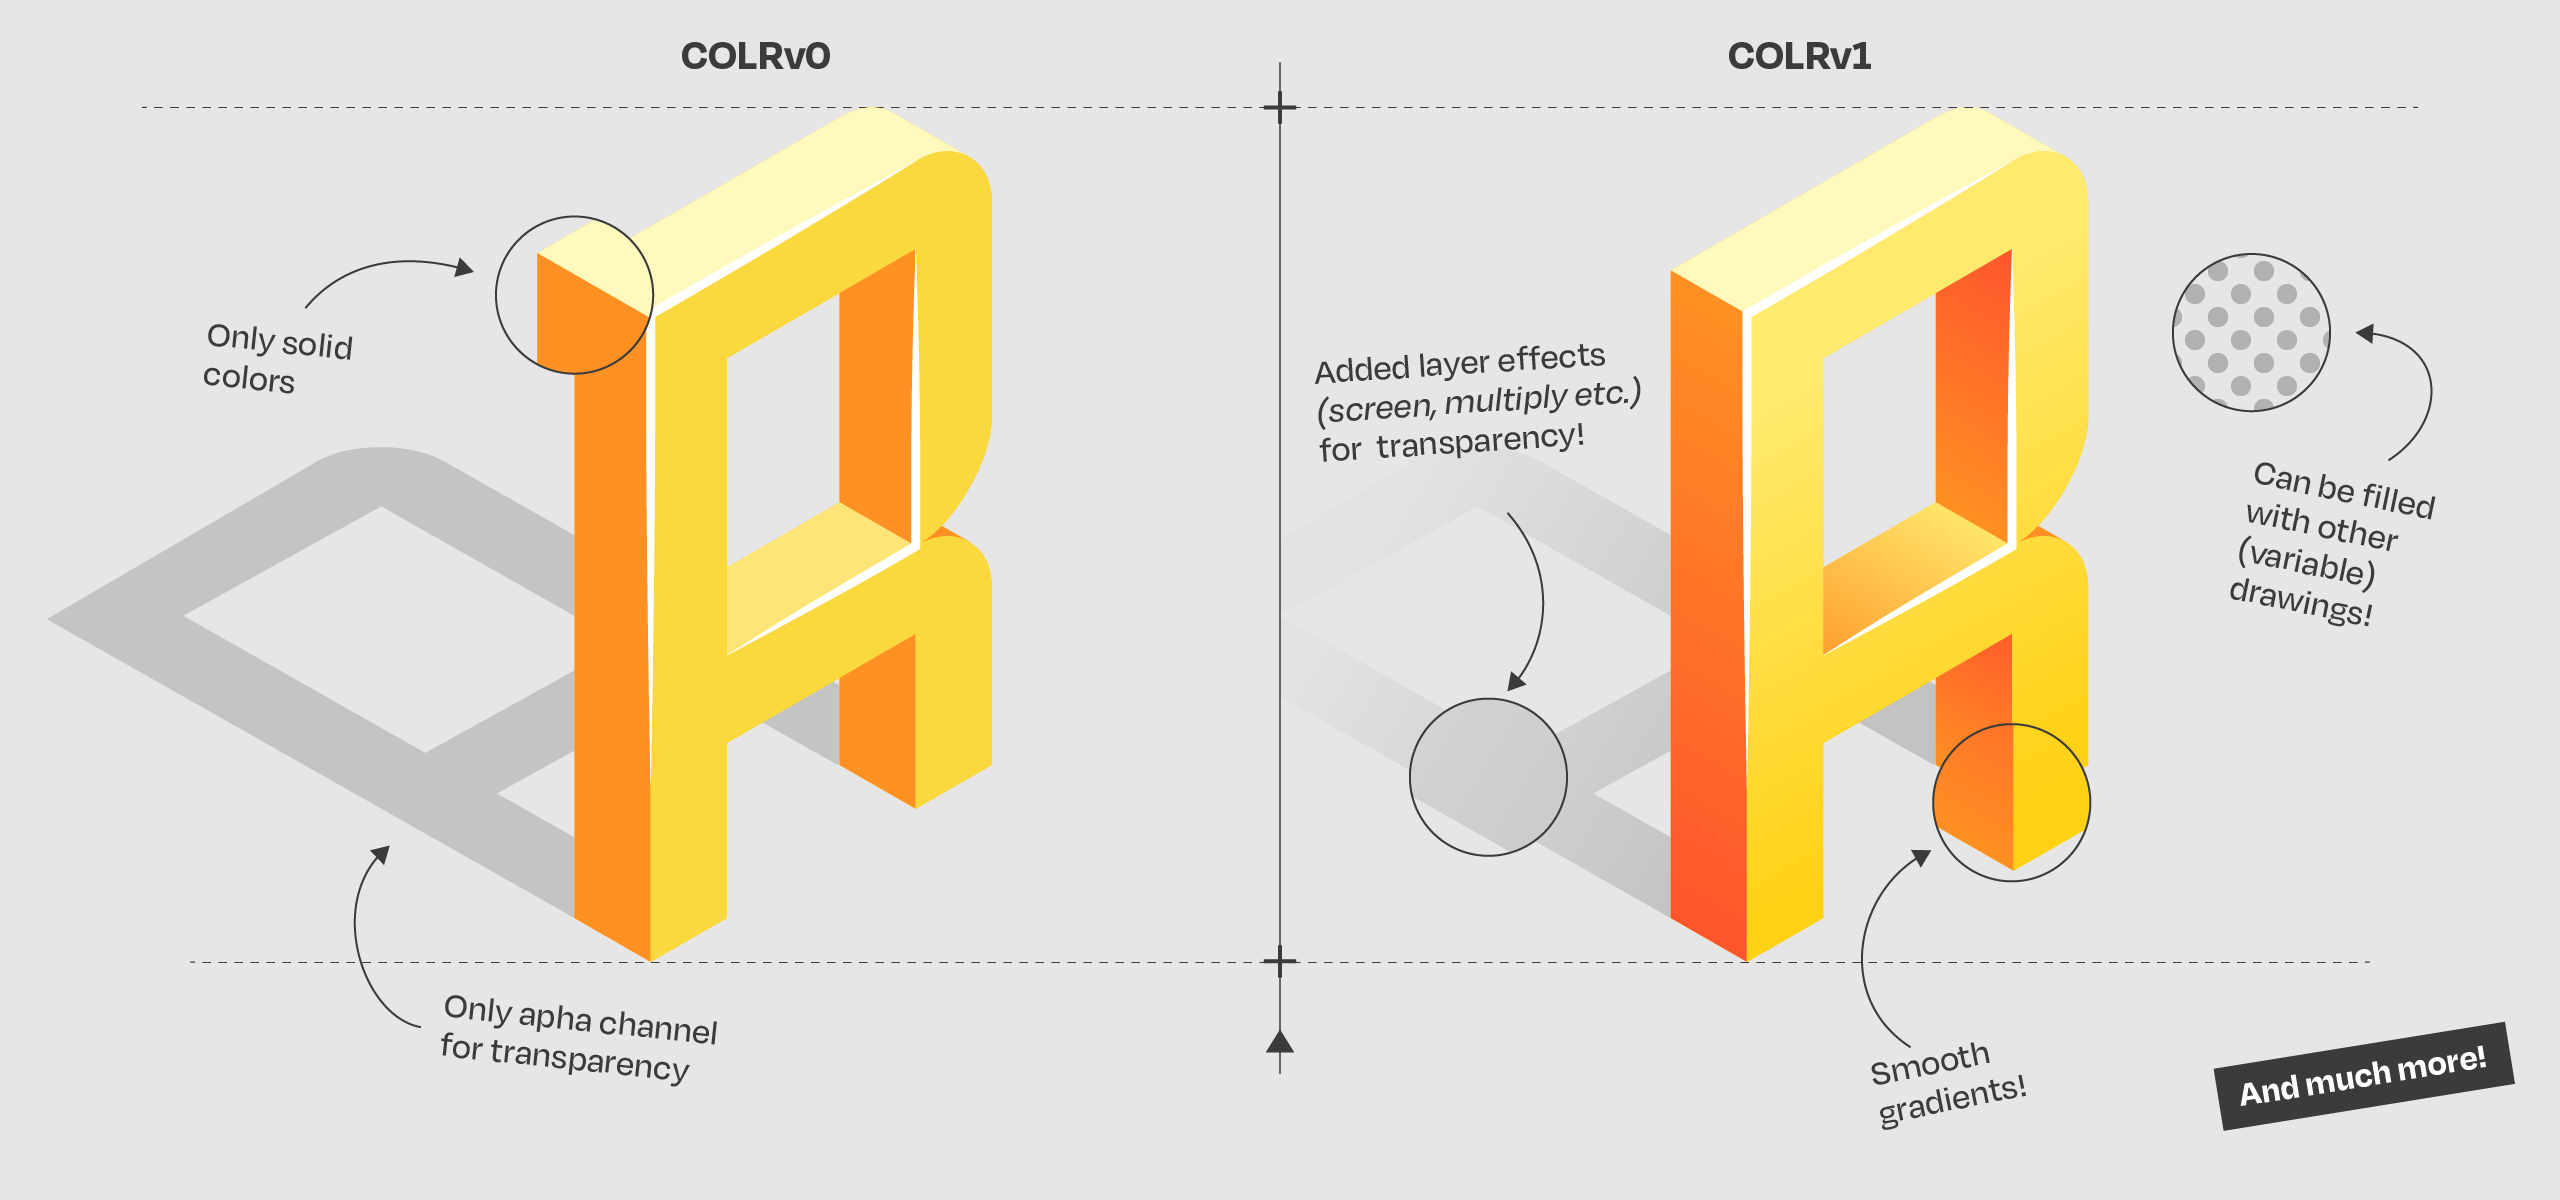 COLRv0
COLRv1
Only solid
colors
Only apha channel
for transparency
Added layer effects
(screen, multiply etc.)
for transparency!
Can be filled
with other
(variable)
drawings!
Smooth
gradients!
And much more!